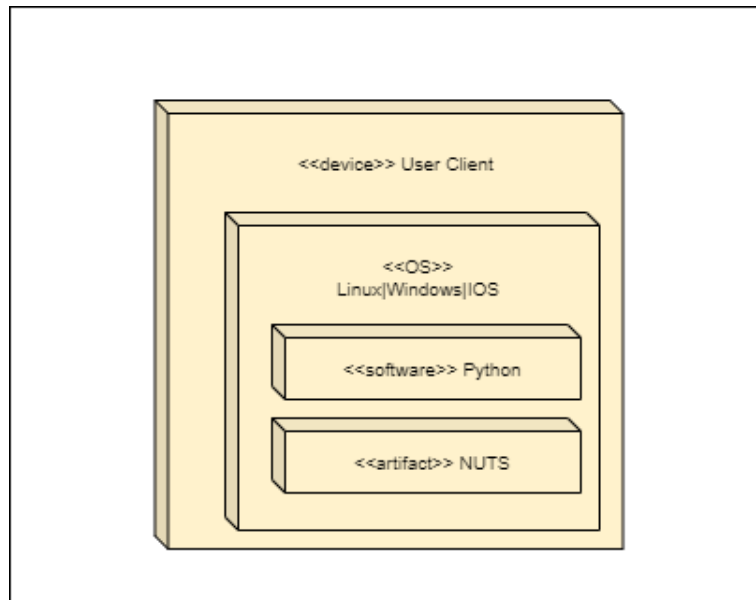 <<device>> User Client
<<OS>>
Linux|Windows|IOS
<<software>> Python
<<artifact>> NUTS